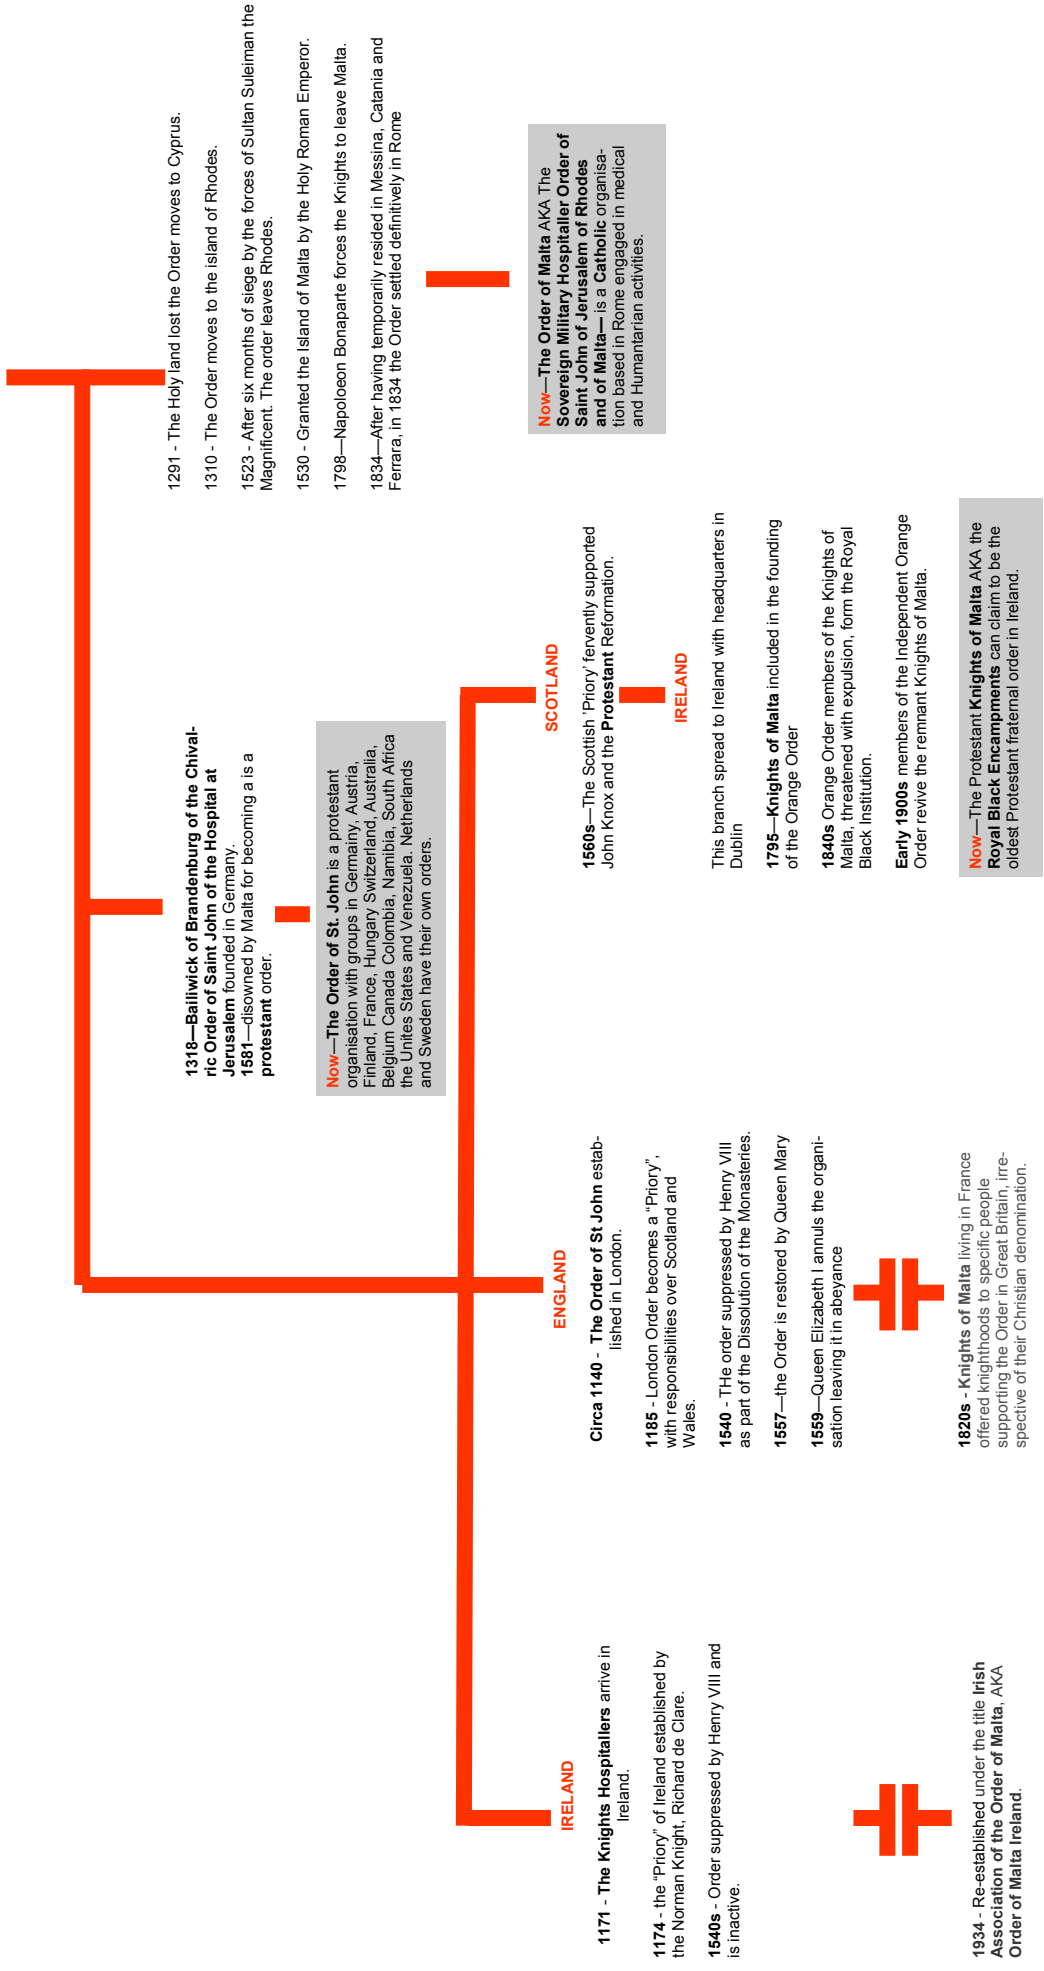 IRELAND
1171 - The Knights Hospitallers arrive in
Ireland.
1174 - the “Priory” of Ireland established by
the Norman Knight, Richard de Clare.
1540s - Order suppressed by Henry VIII and
is inactive.
1934 - Re-established under the title Irish
Association of the Order of Malta, AKA
Order of Malta Ireland.
ENGLAND
Circa 1140 - The Order of St John estab-
lished in London.
1185 - London Order becomes a “Priory”,
with responsibilities over Scotland and
Wales.
1540 - THe order suppressed by Henry VIII
as part of the Dissolution of the Monasteries.
1557—the Order is restored by Queen Mary
1559—Queen Elizabeth I annuls the organi-
sation leaving it in abeyance
1820s - Knights of Malta living in France
offered knighthoods to specific people
supporting the Order in Great Britain, irre-
spective of their Christian denomination.
1318—Bailiwick of Brandenburg of the Chival-
ric Order of Saint John of the Hospital at
Jerusalem founded in Germany.
1581—disowned by Malta for becoming a is a
protestant order.
Now—The Order of St. John is a protestant
organisation with groups in Germainy, Austria,
Finland, France, Hungary Switzerland, Australia,
Belgium Canada Colombia, Namibia, South Africa
the Unites States and Venezuela. Netherlands
and Sweden have their own orders.
SCOTLAND
1560s—The Scottish ’Priory’ fervently supported
John Knox and the Protestant Reformation.
IRELAND
This branch spread to Ireland with headquarters in
Dublin
1795—Knights of Malta included in the founding
of the Orange Order
1840s Orange Order members of the Knights of
Malta, threatened with expulsion, form the Royal
Black Institution.
Early 1900s members of the Independent Orange
Order revive the remnant Knights of Malta.
Now—The Protestant Knights of Malta AKA the
Royal Black Encampments can claim to be the
oldest Protestant fraternal order in Ireland.
1291 - The Holy land lost the Order moves to Cyprus.
1310 - The Order moves to the island of Rhodes.
1523 - After six months of siege by the forces of Sultan Suleiman the
Magnificent. The order leaves Rhodes.
1530 - Granted the Island of Malta by the Holy Roman Emperor.
1798—Napoloeon Bonaparte forces the Knights to leave Malta.
1834—After having temporarily resided in Messina, Catania and
Ferrara, in 1834 the Order settled definitively in Rome
Now—The Order of Malta AKA The
Sovereign Military Hospitaller Order of
Saint John of Jerusalem of Rhodes
and of Malta— is a Catholic organisa-
tion based in Rome engaged in medical
and Humantarian activities.